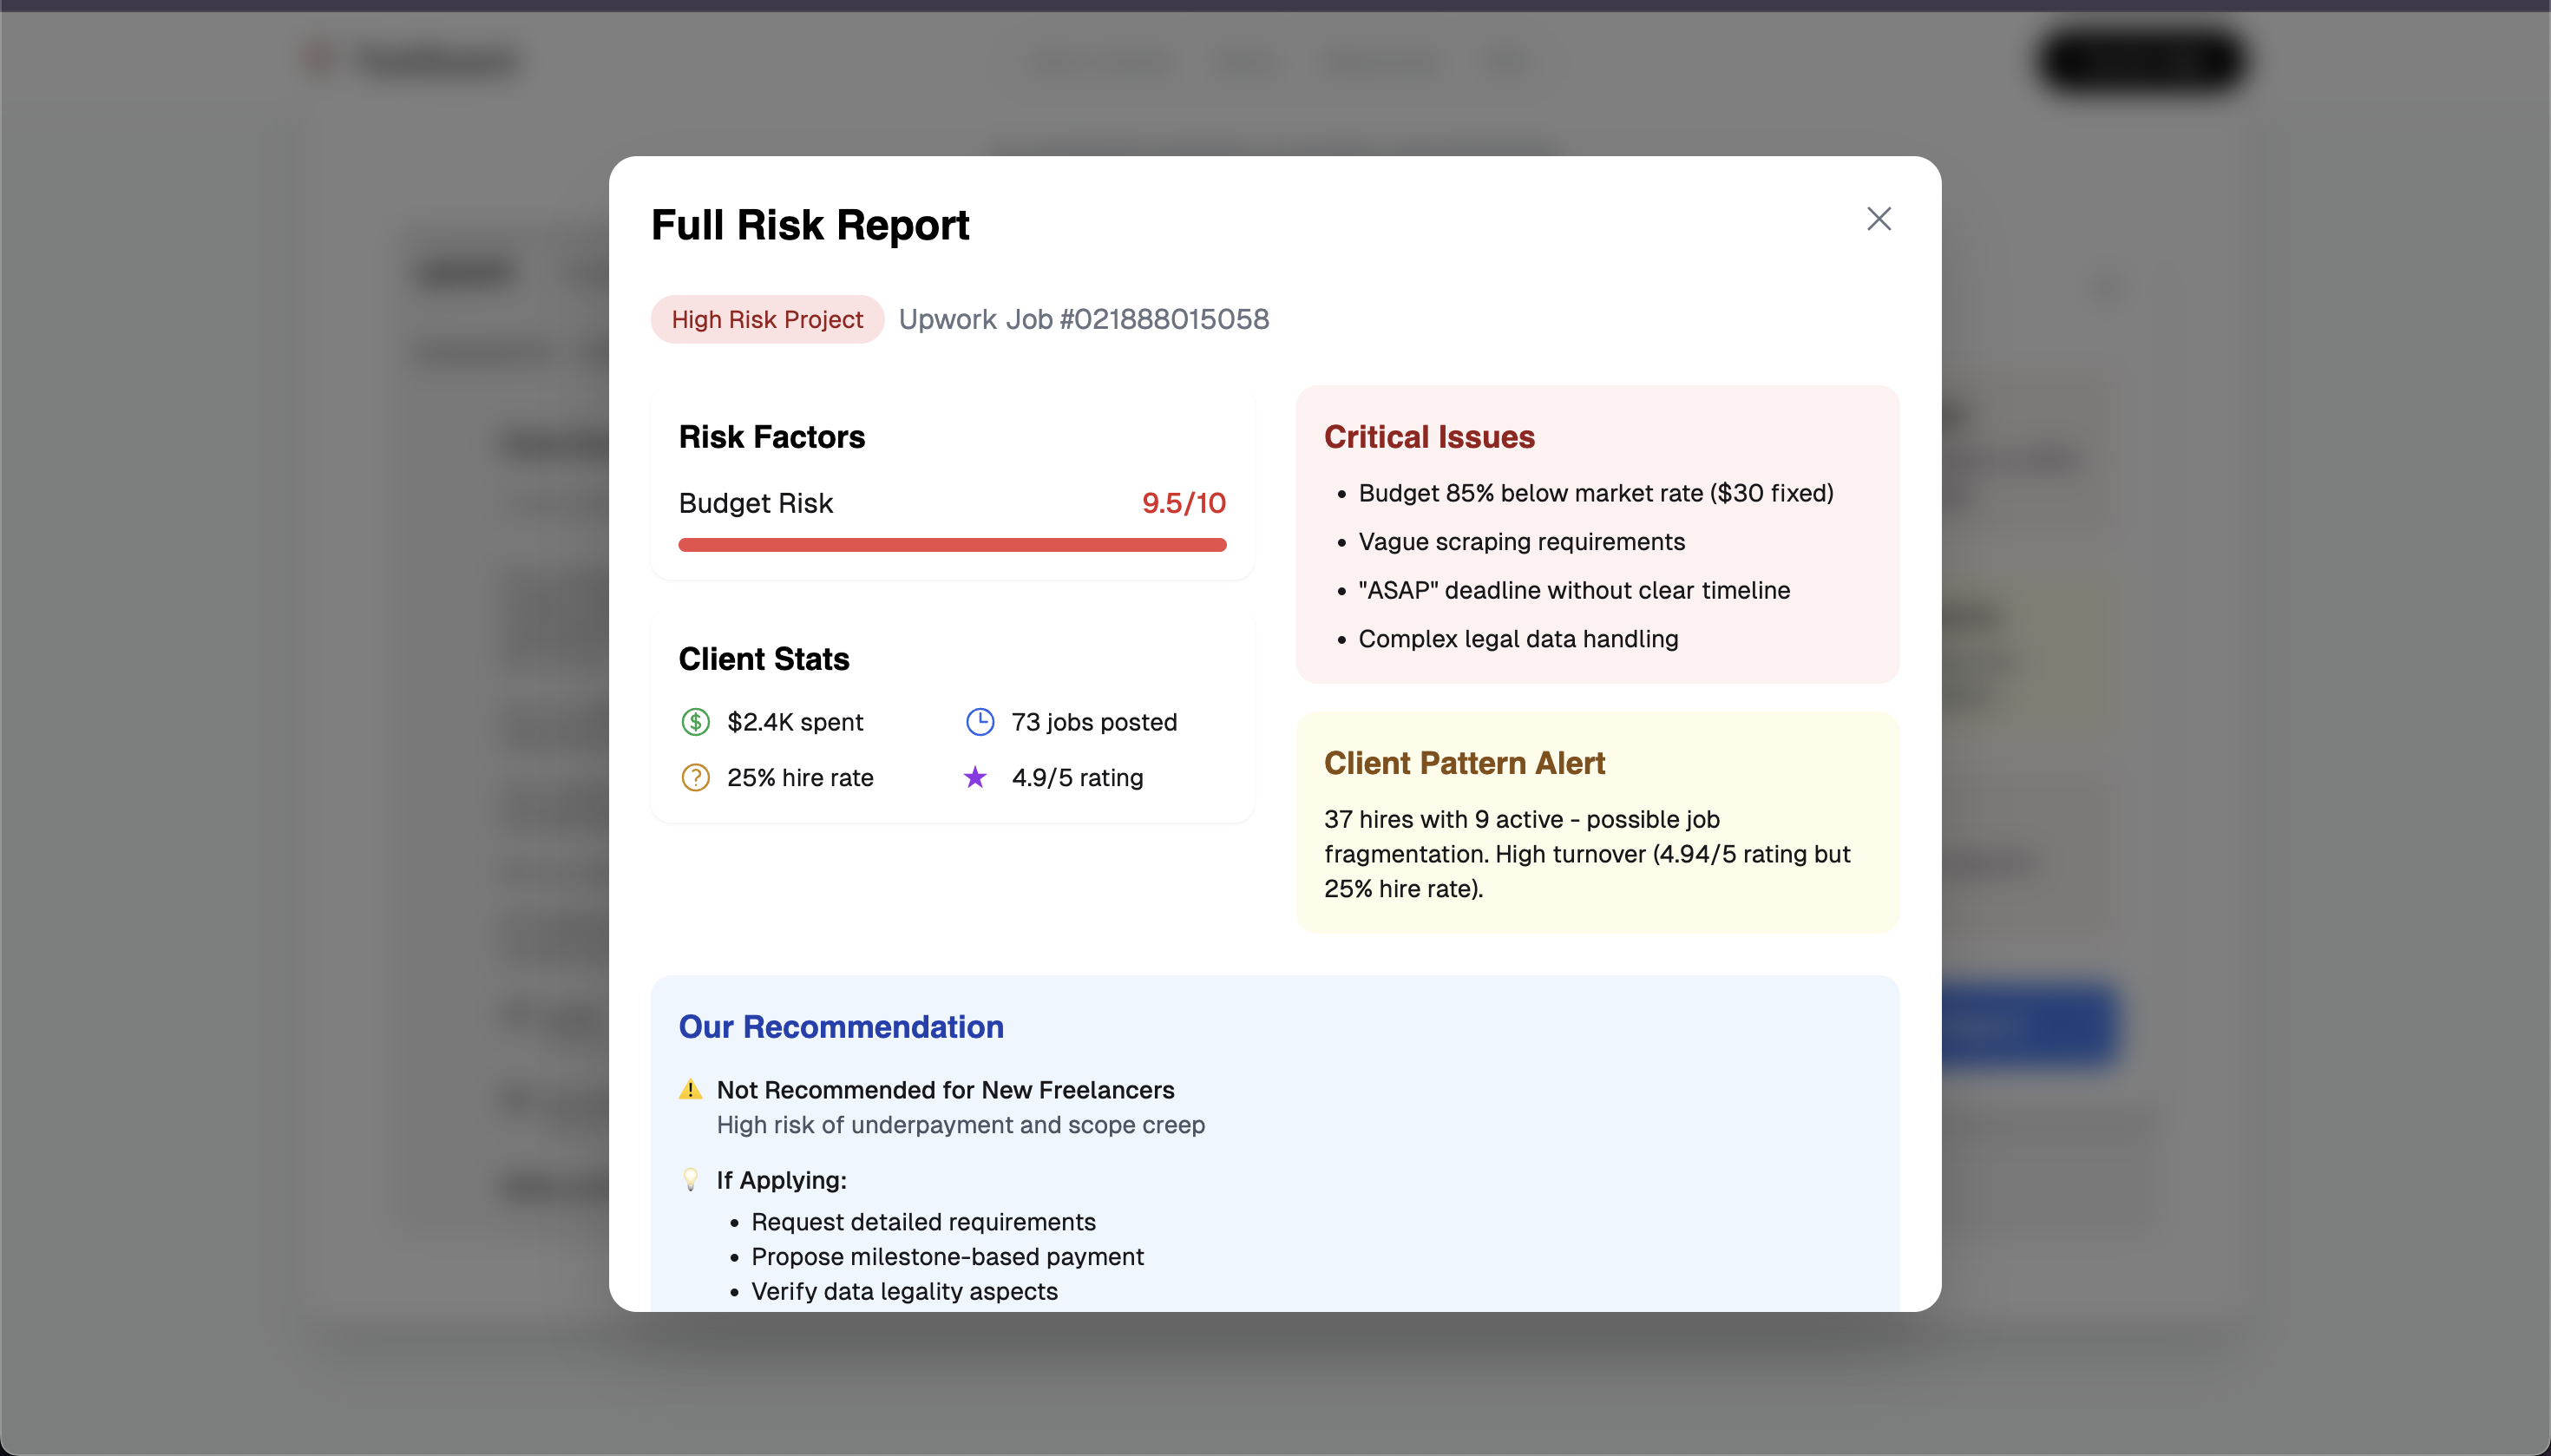 Full Risk Report
High Risk Project Upwork Job #021888015058
Risk Factors
Budget Risk 9.5/10
Client Stats
$2.4K spent 73 jobs posted
25% hire rate 4.9/5 rating
Critical Issues
• Budget 85% below market rate ($30 fixed)
• Vague scraping requirements
• "ASAP" deadline without clear timeline
• Complex legal data handling
Client Pattern Alert
37 hires with 9 active - possible job
fragmentation. High turnover (4.94/5 rating but
25% hire rate).
Our Recommendation
Not Recommended for New Freelancers
High risk of underpayment and scope creep
If Applying:
• Request detailed requirements
• Propose milestone-based payment
• Verify data legality aspects